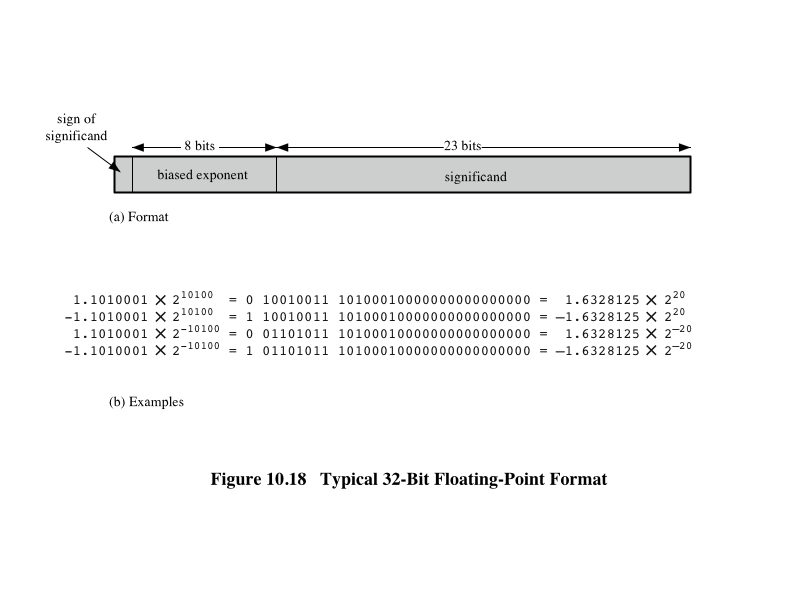 sign of
significand
8 bits
23 bits
biased exponent
significand
(a) Format
1.1010001 × 2^10100 = 0 10010011 10100010000000000000000 = 1.6328125 × 2^20
−1.1010001 × 2^10100 = 1 10010011 10100010000000000000000 = −1.6328125 × 2^20
1.1010001 × 2^−10100 = 0 01101011 10100010000000000000000 = 1.6328125 × 2^−20
−1.1010001 × 2^−10100 = 1 01101011 10100010000000000000000 = −1.6328125 × 2^−20
(b) Examples
Figure 10.18 Typical 32-Bit Floating-Point Format